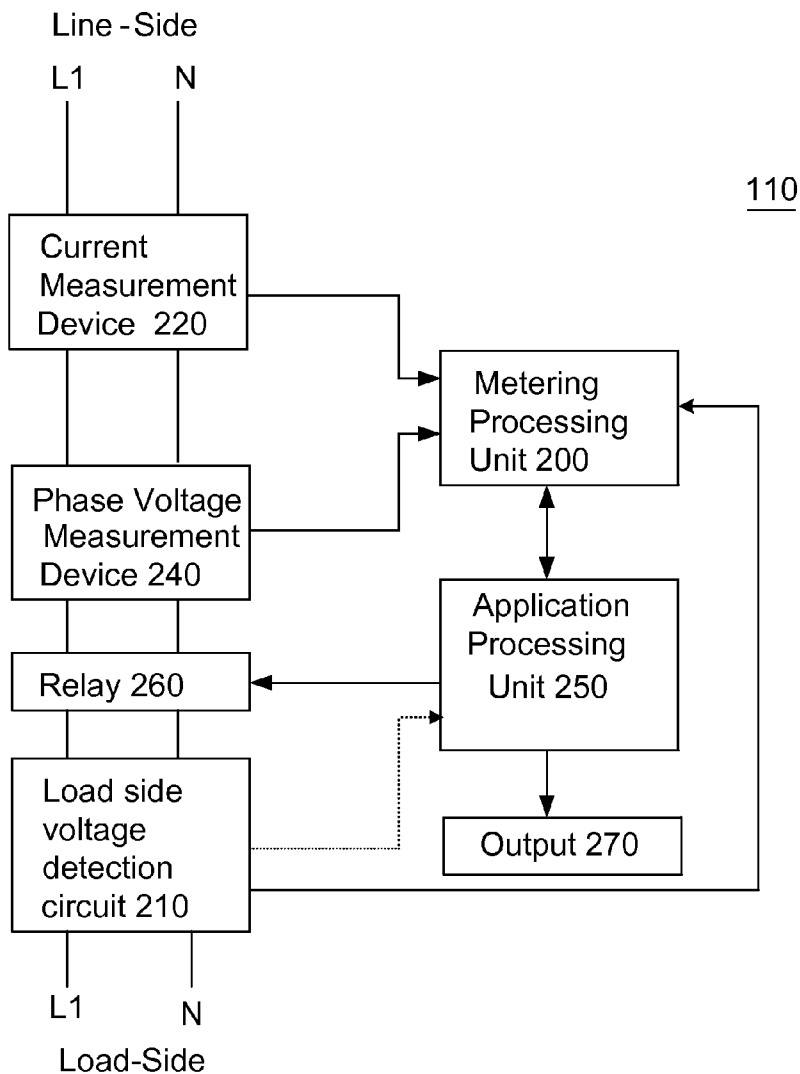 Line - Side
L1 N
110
Current
Measurement
Device 220
Metering
Processing
Unit 200
Phase Voltage
Measurement
Device 240
Application
Processing
Unit 250
Relay 260
Load side
voltage
detection
circuit 210
Output 270
L1 N
Load-Side